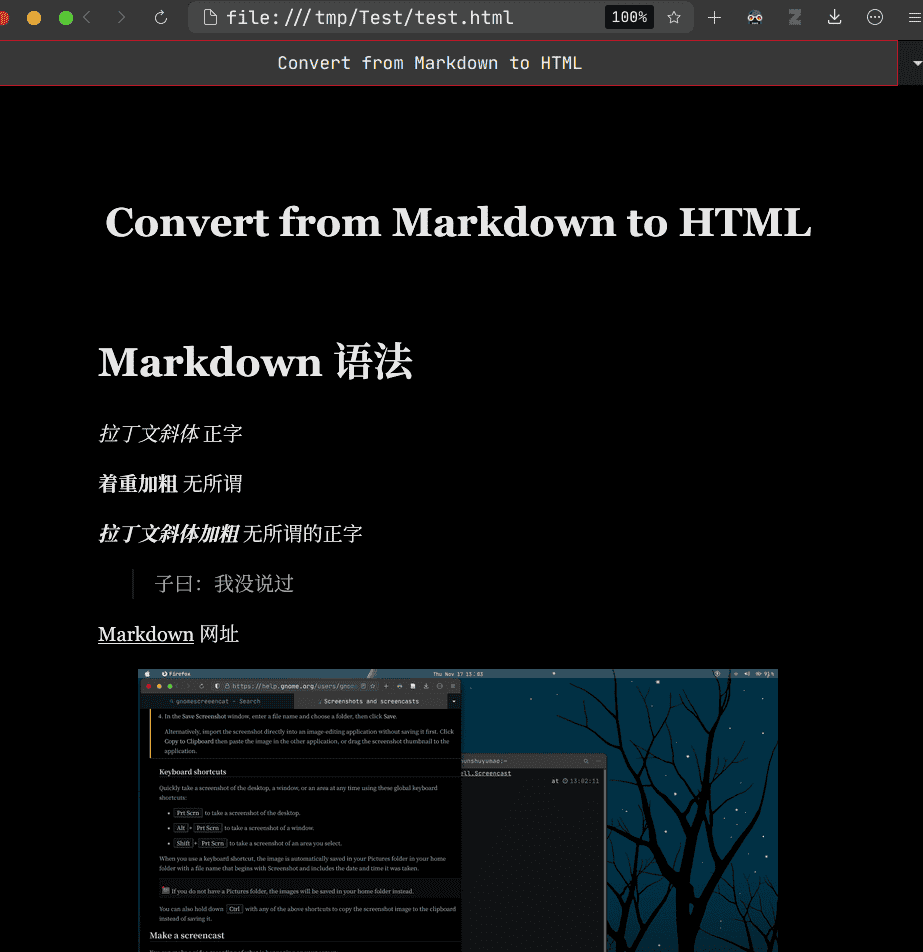 file:///tmp/Test/test.html
100%
Convert from Markdown to HTML
Convert from Markdown to HTML
Markdown 语法
拉丁文斜体 正字
着重加粗 无所谓
拉丁文斜体加粗 无所谓的正字
子曰：我没说过
Markdown 网址
Firefox
Thu Nov 17 13:03
https://help.gnome.org/users/gnome
gnomescreencat - Search
Screenshots and screencasts
4. In the Save Screenshot window, enter a file name and choose a folder, then click Save.
Alternatively, import the screenshot directly into an image-editing application without saving it first. Click
Copy to Clipboard then paste the image in the other application, or drag the screenshot thumbnail to the
application.
ll.Screencast
at 13:02:11
Keyboard shortcuts
Quickly take a screenshot of the desktop, a window, or an area at any time using these global keyboard
shortcuts:
Prt Scrn to take a screenshot of the desktop.
Alt + Prt Scrn to take a screenshot of a window.
Shift + Prt Scrn to take a screenshot of an area you select.
When you use a keyboard shortcut, the image is automatically saved in your Pictures folder in your home
folder with a file name that begins with Screenshot and includes the date and time it was taken.
If you do not have a Pictures folder, the images will be saved in your home folder instead.
You can also hold down Ctrl with any of the above shortcuts to copy the screenshot image to the clipboard
instead of saving it.
Make a screencast